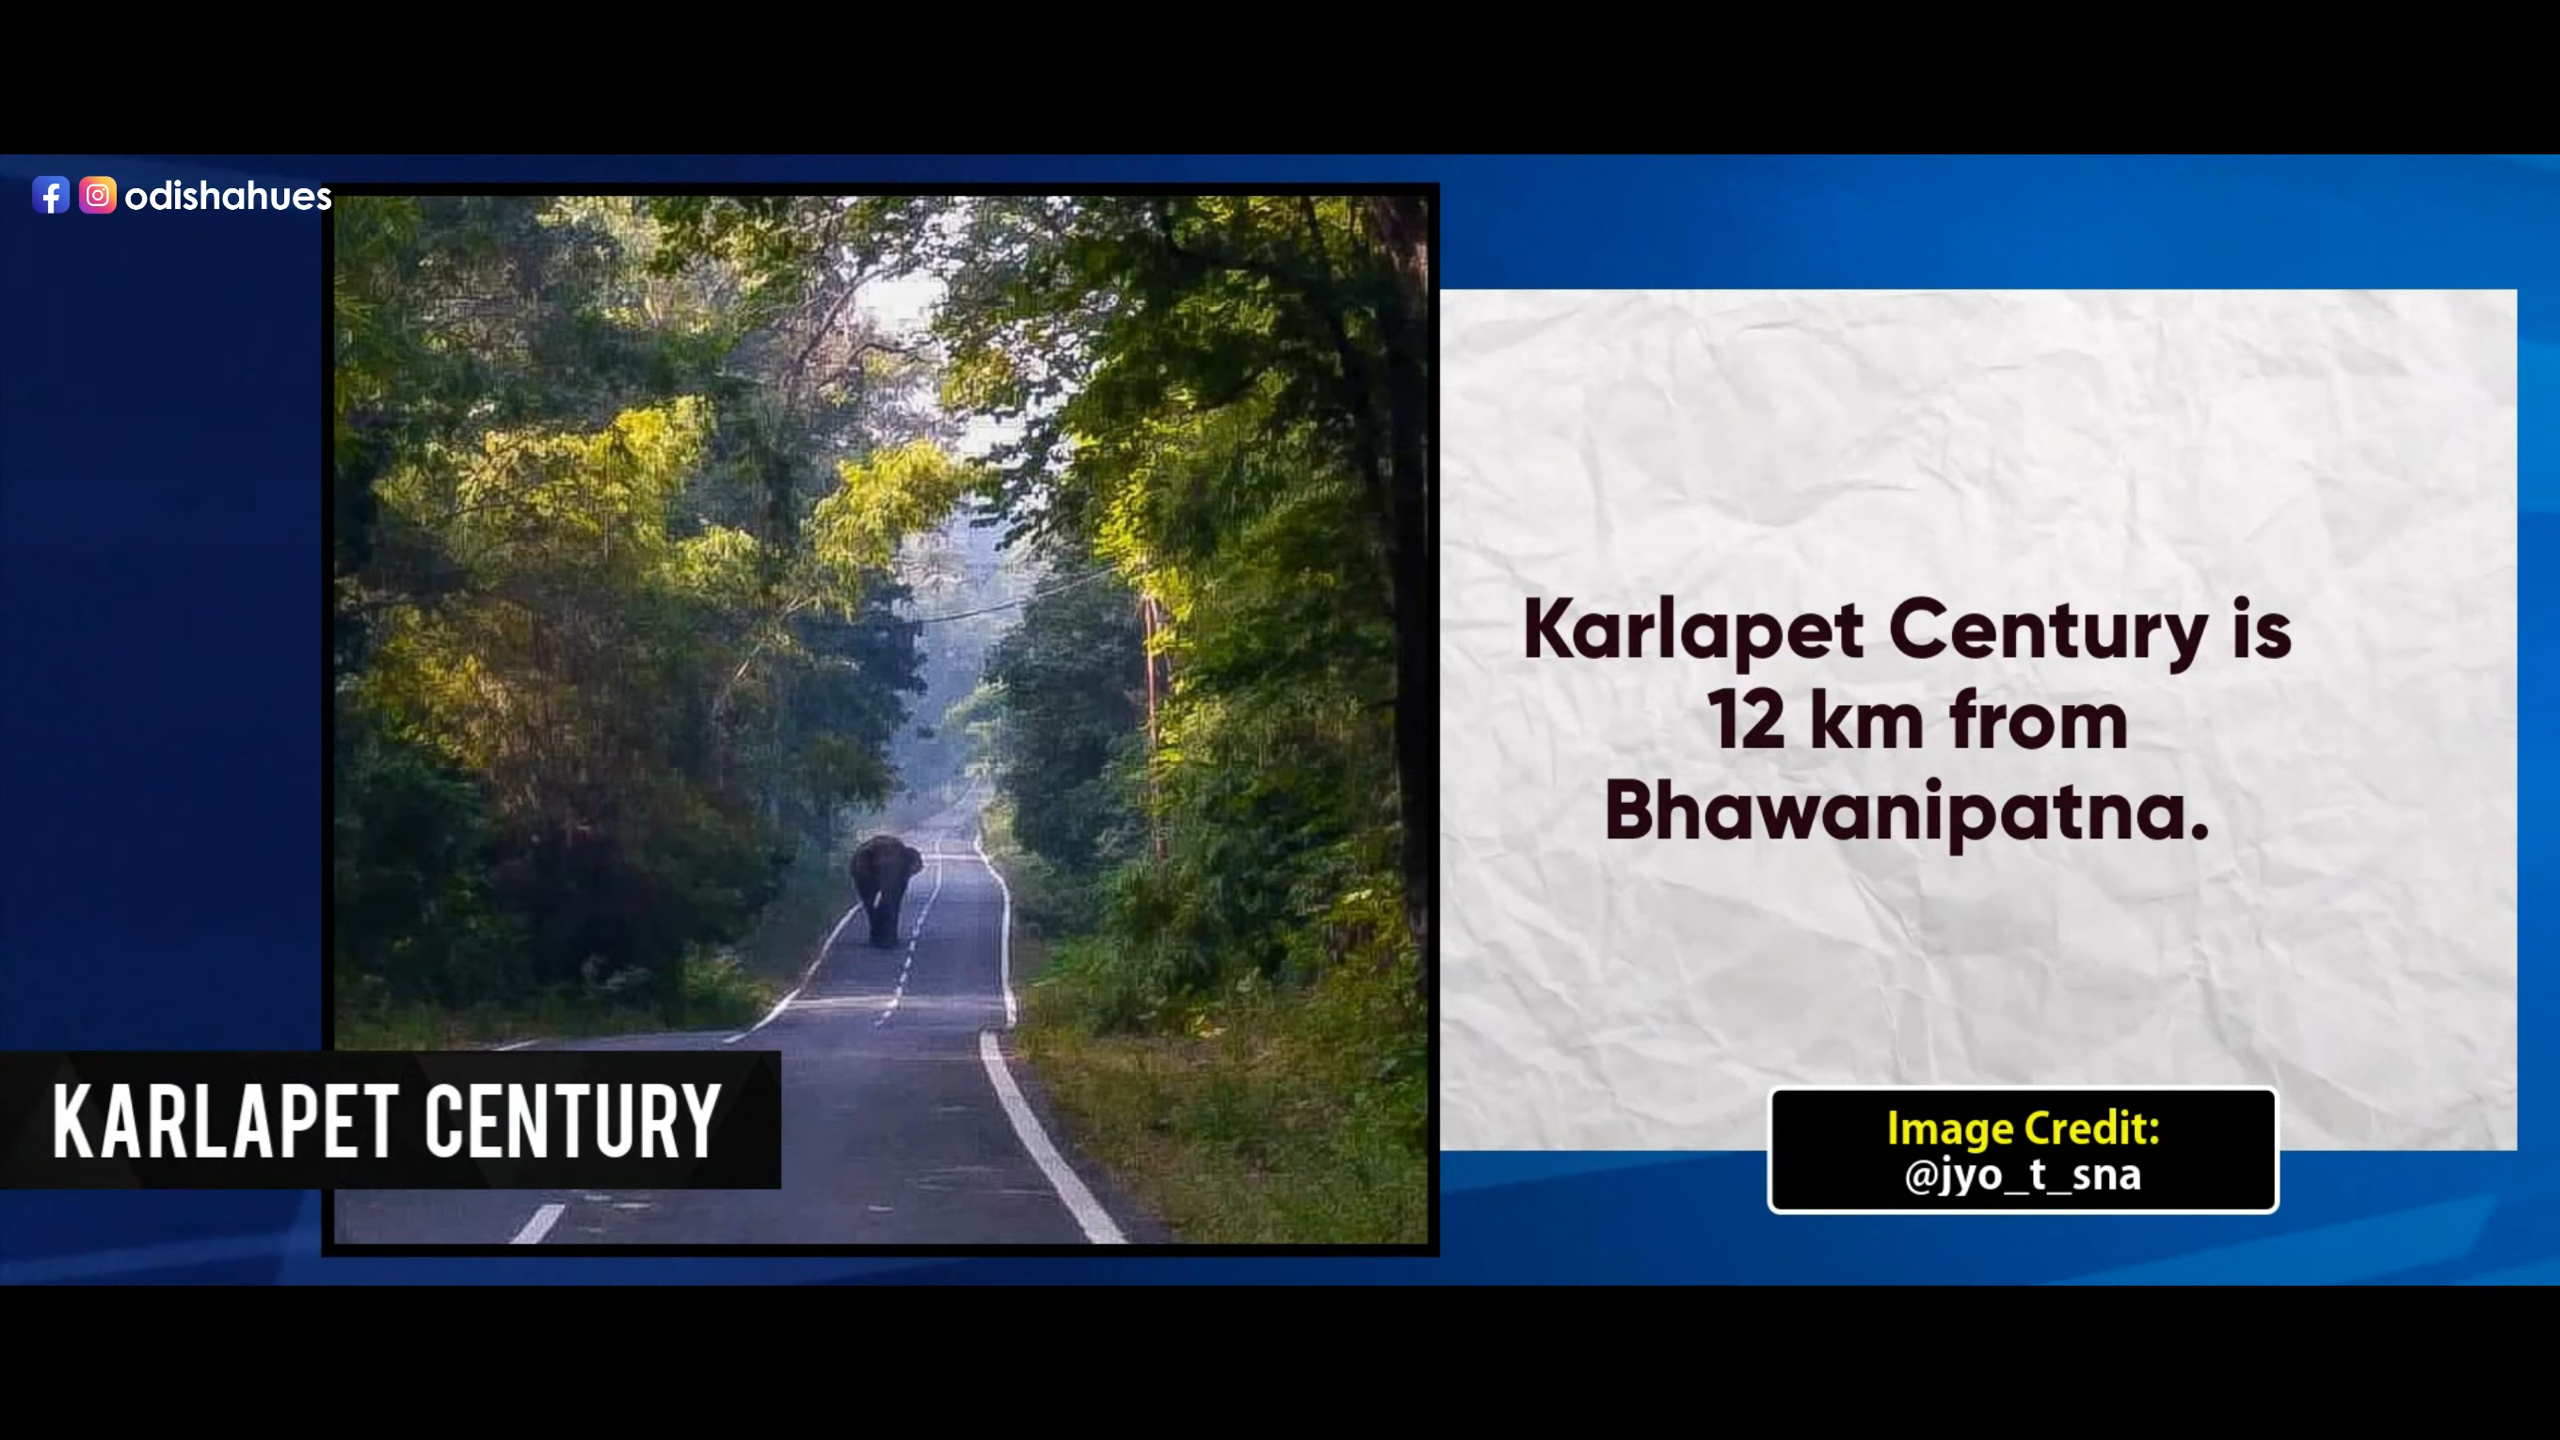 odishahues
Karlapet Century is
12 km from
Bhawanipatna.
KARLAPET CENTURY
Image Credit:
@jyo_t_sna